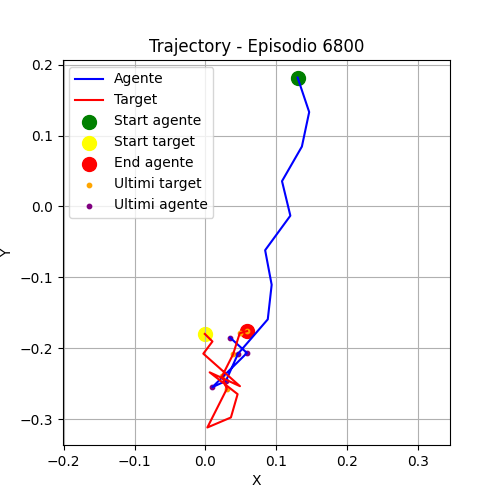 Trajectory - Episodio 6800
Agente
Target
Start agente
Start target
End agente
Ultimi target
Ultimi agente
0.2
0.1
0.0
−0.1
−0.2
−0.3
Y
−0.2
−0.1
0.0
0.1
0.2
0.3
X